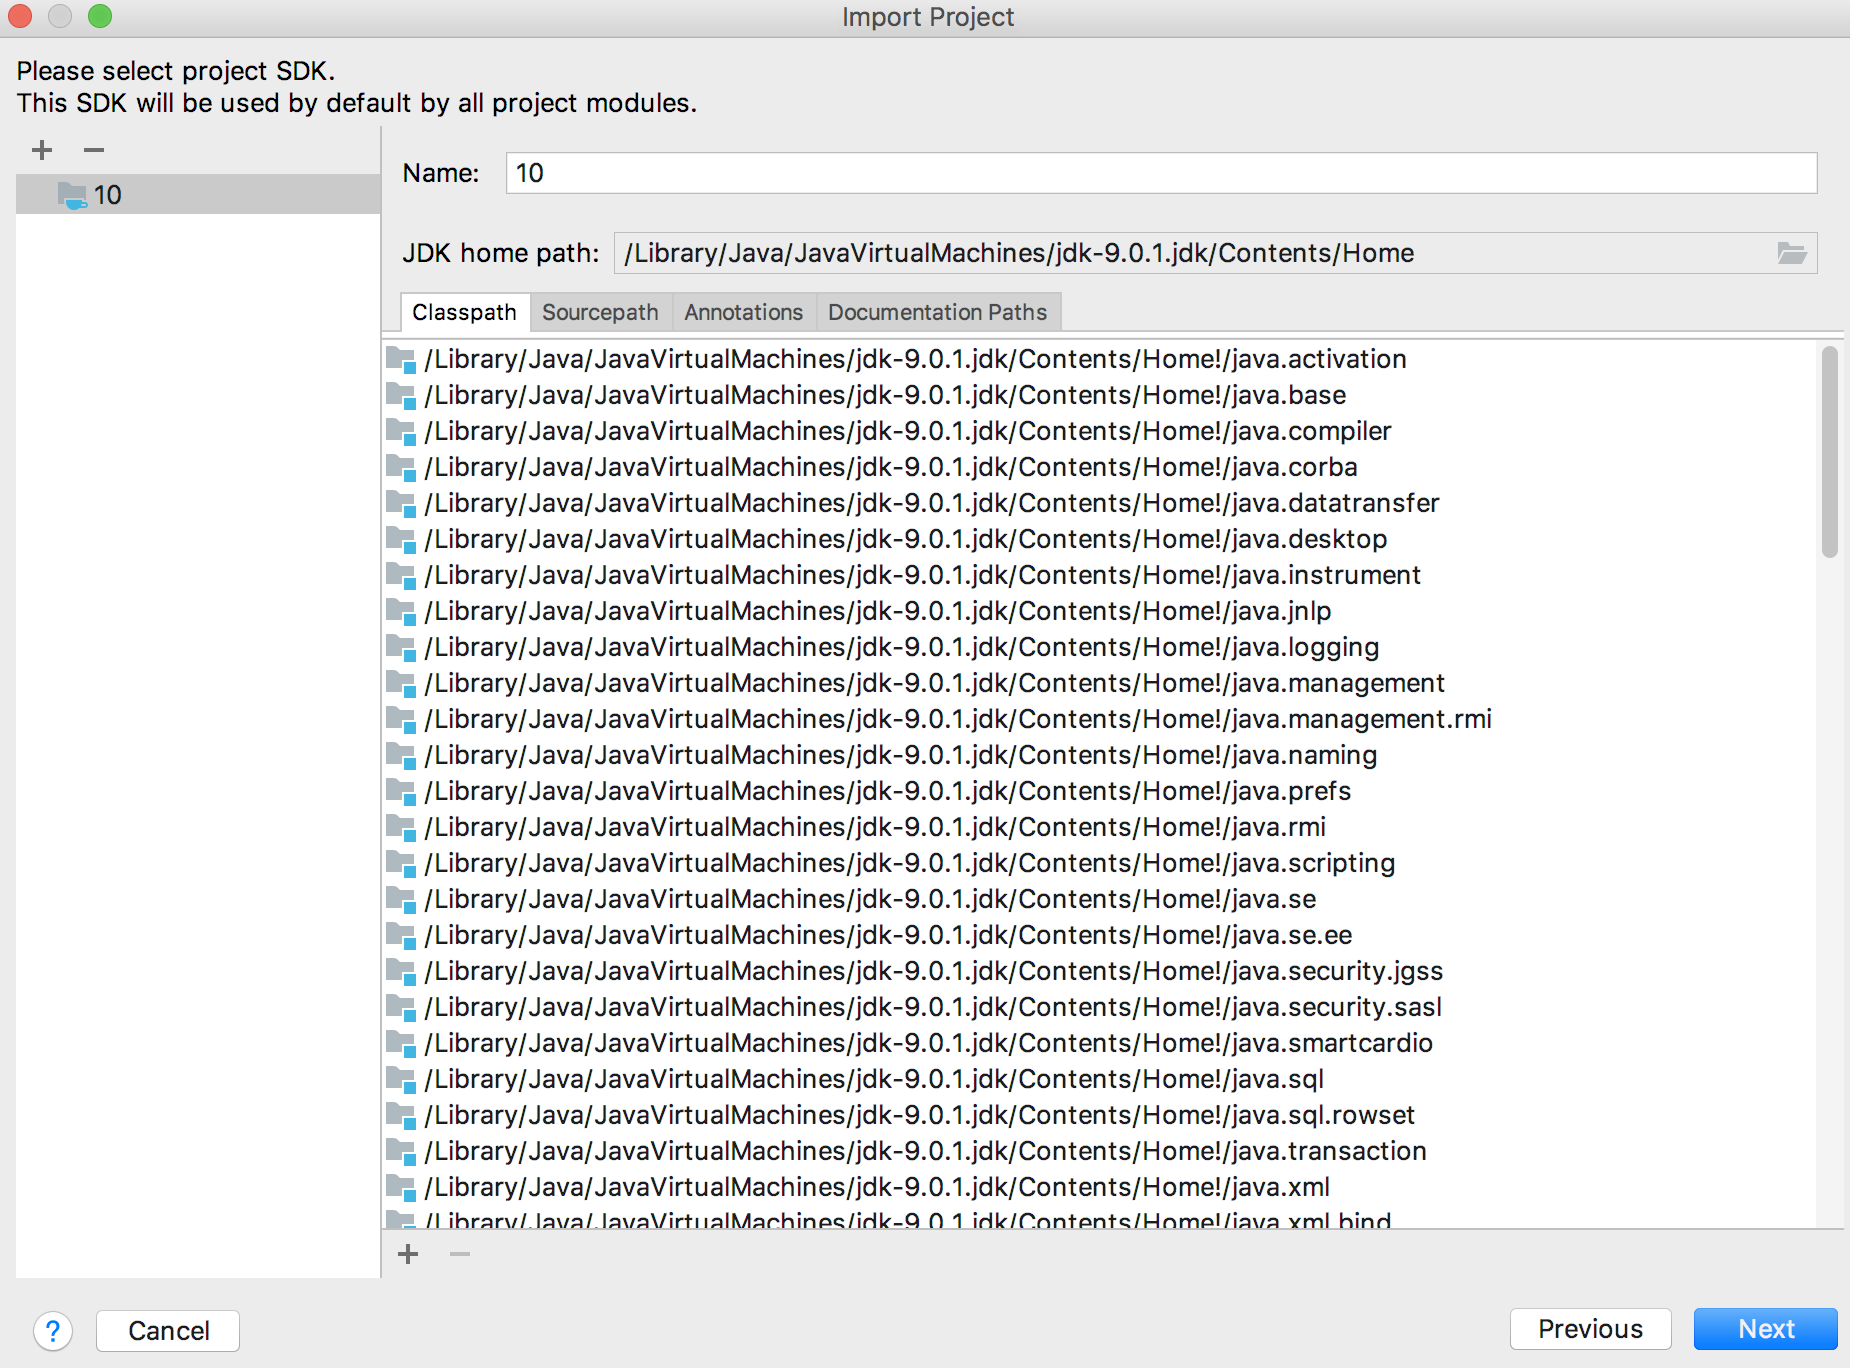 Import Project
Please select project SDK.
This SDK will be used by default by all project modules.
10
Name: 10
JDK home path: /Library/Java/JavaVirtualMachines/jdk-9.0.1.jdk/Contents/Home
Classpath Sourcepath Annotations Documentation Paths
/Library/Java/JavaVirtualMachines/jdk-9.0.1.jdk/Contents/Home!/java.activation
/Library/Java/JavaVirtualMachines/jdk-9.0.1.jdk/Contents/Home!/java.base
/Library/Java/JavaVirtualMachines/jdk-9.0.1.jdk/Contents/Home!/java.compiler
/Library/Java/JavaVirtualMachines/jdk-9.0.1.jdk/Contents/Home!/java.corba
/Library/Java/JavaVirtualMachines/jdk-9.0.1.jdk/Contents/Home!/java.datatransfer
/Library/Java/JavaVirtualMachines/jdk-9.0.1.jdk/Contents/Home!/java.desktop
/Library/Java/JavaVirtualMachines/jdk-9.0.1.jdk/Contents/Home!/java.instrument
/Library/Java/JavaVirtualMachines/jdk-9.0.1.jdk/Contents/Home!/java.jnlp
/Library/Java/JavaVirtualMachines/jdk-9.0.1.jdk/Contents/Home!/java.logging
/Library/Java/JavaVirtualMachines/jdk-9.0.1.jdk/Contents/Home!/java.management
/Library/Java/JavaVirtualMachines/jdk-9.0.1.jdk/Contents/Home!/java.management.rmi
/Library/Java/JavaVirtualMachines/jdk-9.0.1.jdk/Contents/Home!/java.naming
/Library/Java/JavaVirtualMachines/jdk-9.0.1.jdk/Contents/Home!/java.prefs
/Library/Java/JavaVirtualMachines/jdk-9.0.1.jdk/Contents/Home!/java.rmi
/Library/Java/JavaVirtualMachines/jdk-9.0.1.jdk/Contents/Home!/java.scripting
/Library/Java/JavaVirtualMachines/jdk-9.0.1.jdk/Contents/Home!/java.se
/Library/Java/JavaVirtualMachines/jdk-9.0.1.jdk/Contents/Home!/java.se.ee
/Library/Java/JavaVirtualMachines/jdk-9.0.1.jdk/Contents/Home!/java.security.jgss
/Library/Java/JavaVirtualMachines/jdk-9.0.1.jdk/Contents/Home!/java.security.sasl
/Library/Java/JavaVirtualMachines/jdk-9.0.1.jdk/Contents/Home!/java.smartcardio
/Library/Java/JavaVirtualMachines/jdk-9.0.1.jdk/Contents/Home!/java.sql
/Library/Java/JavaVirtualMachines/jdk-9.0.1.jdk/Contents/Home!/java.sql.rowset
/Library/Java/JavaVirtualMachines/jdk-9.0.1.jdk/Contents/Home!/java.transaction
/Library/Java/JavaVirtualMachines/jdk-9.0.1.jdk/Contents/Home!/java.xml
/Library/Java/JavaVirtualMachines/jdk-9.0.1.jdk/Contents/Home!/java.xml.bind
? Cancel Previous Next